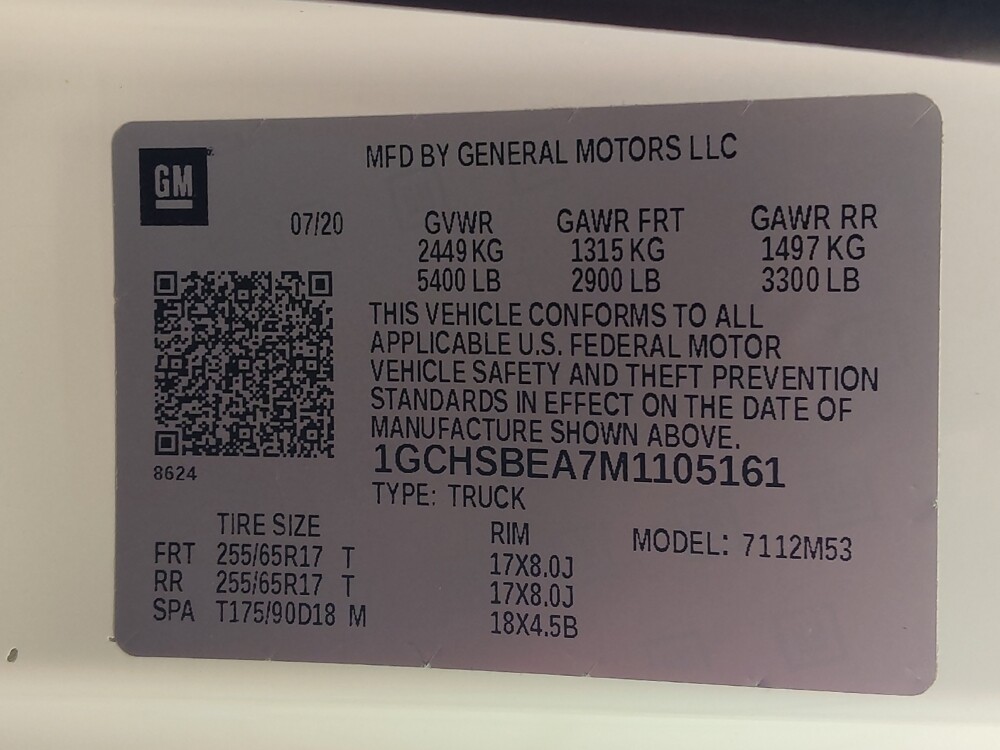 GM
MFD BY GENERAL MOTORS LLC
07/20 GVWR GAWR FRT GAWR RR
2449 KG 1315 KG 1497 KG
5400 LB 2900 LB 3300 LB
THIS VEHICLE CONFORMS TO ALL
APPLICABLE U.S. FEDERAL MOTOR
VEHICLE SAFETY AND THEFT PREVENTION
STANDARDS IN EFFECT ON THE DATE OF
MANUFACTURE SHOWN ABOVE.
8624
1GCHSBEA7M1105161
TYPE: TRUCK
TIRE SIZE RIM MODEL: 7112M53
FRT 255/65R17 T 17X8.0J
RR 255/65R17 T 17X8.0J
SPA T175/90D18 M 18X4.5B